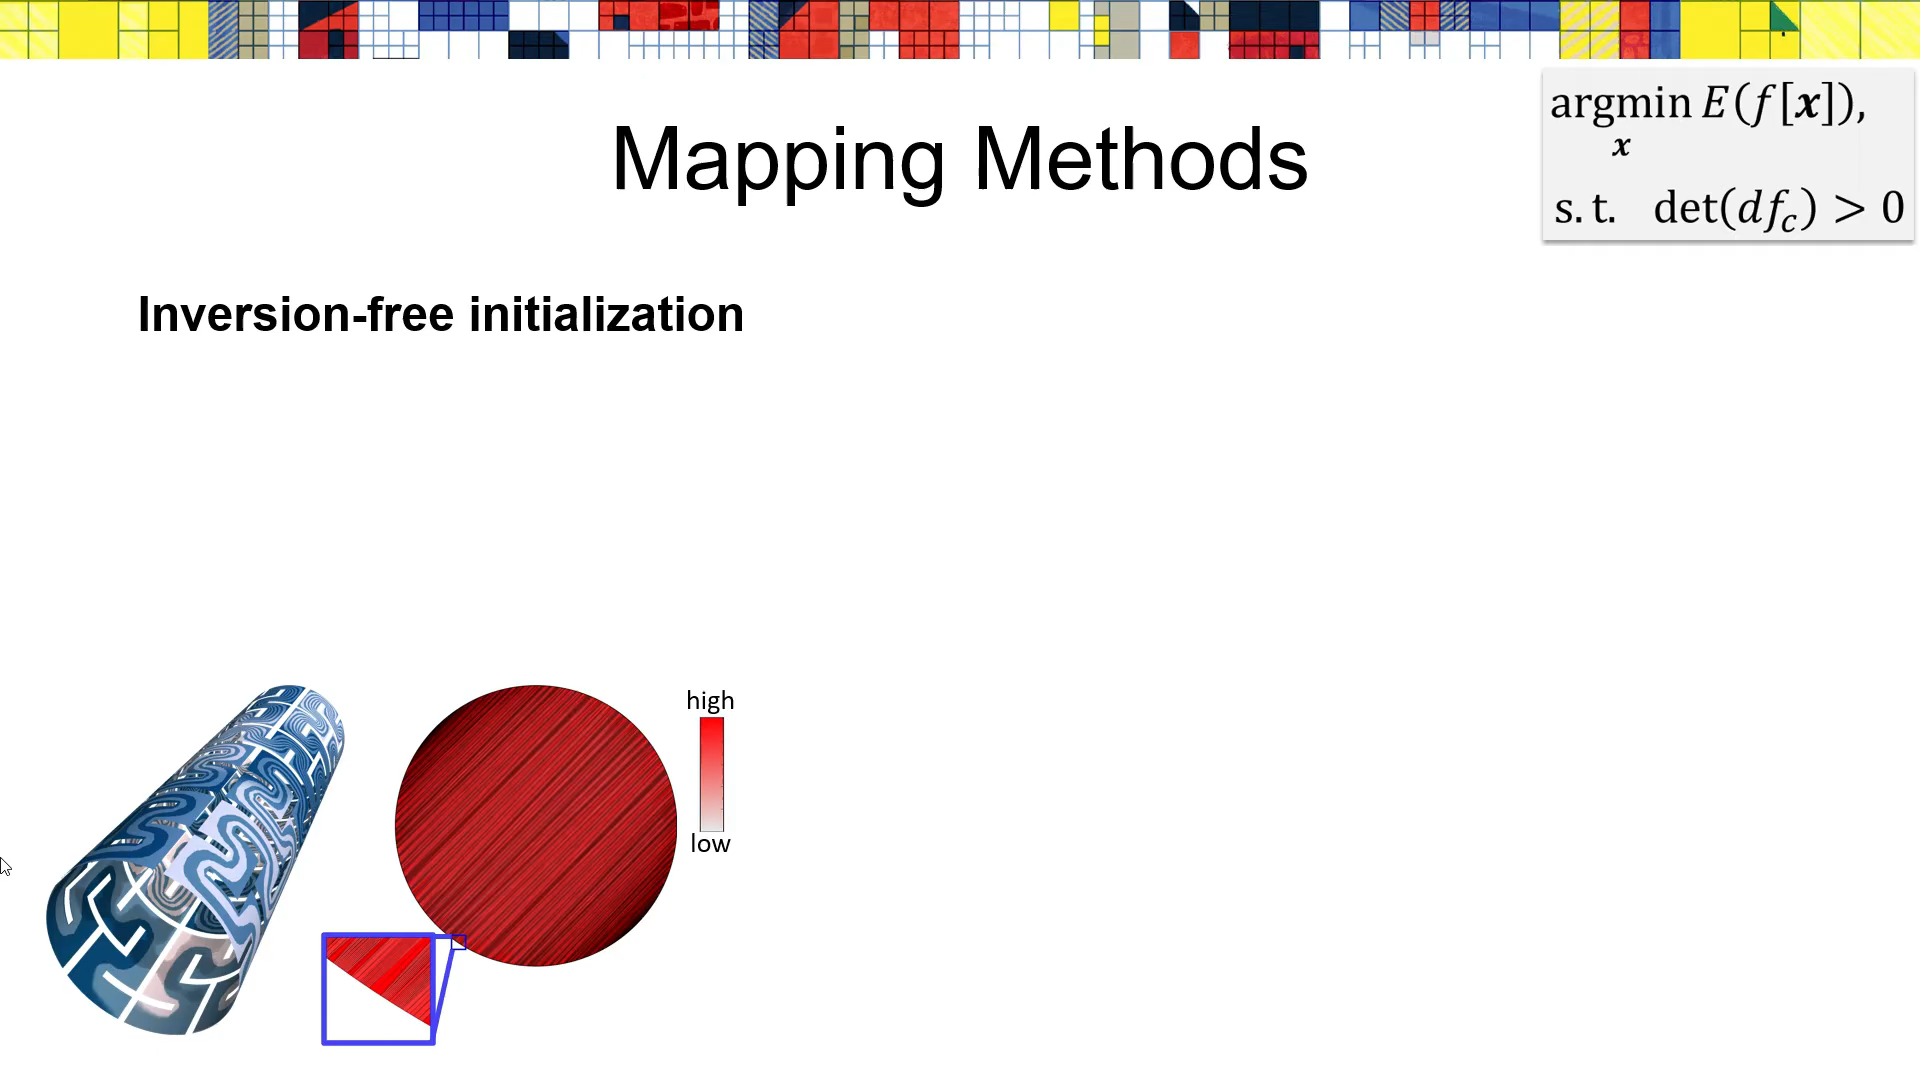 Mapping Methods
argmin E(f[x]),
x
s.t. det(df_c) > 0
Inversion-free initialization
high
low